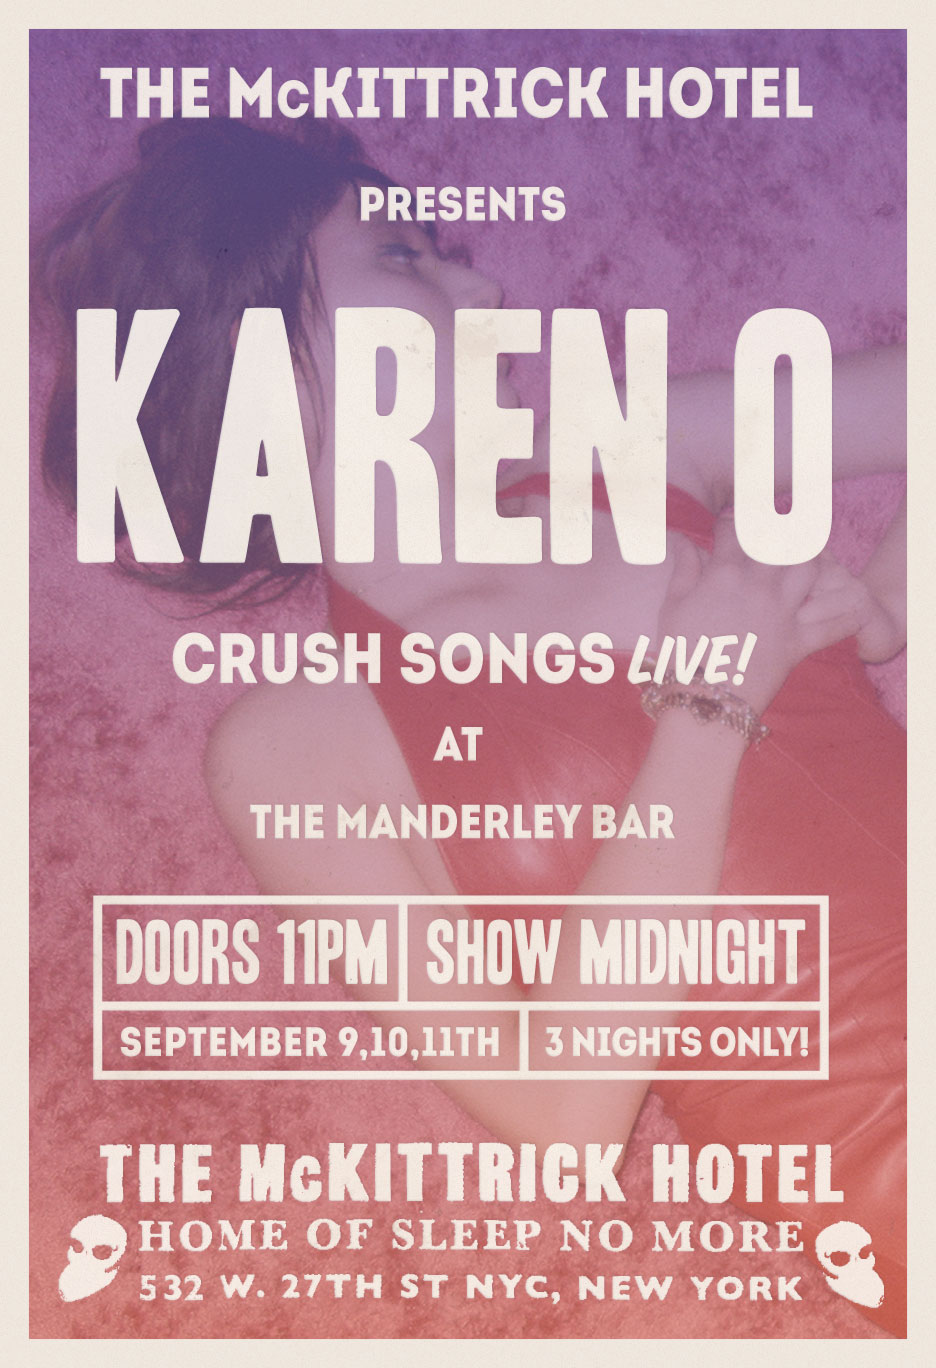 THE McKITTRICK HOTEL
PRESENTS
KAREN O
CRUSH SONGS LIVE!
AT
THE MANDERLEY BAR
DOORS 11PM SHOW MIDNIGHT
SEPTEMBER 9,10,11TH 3 NIGHTS ONLY!
THE McKITTRICK HOTEL
HOME OF SLEEP NO MORE
532 W. 27TH ST NYC, NEW YORK